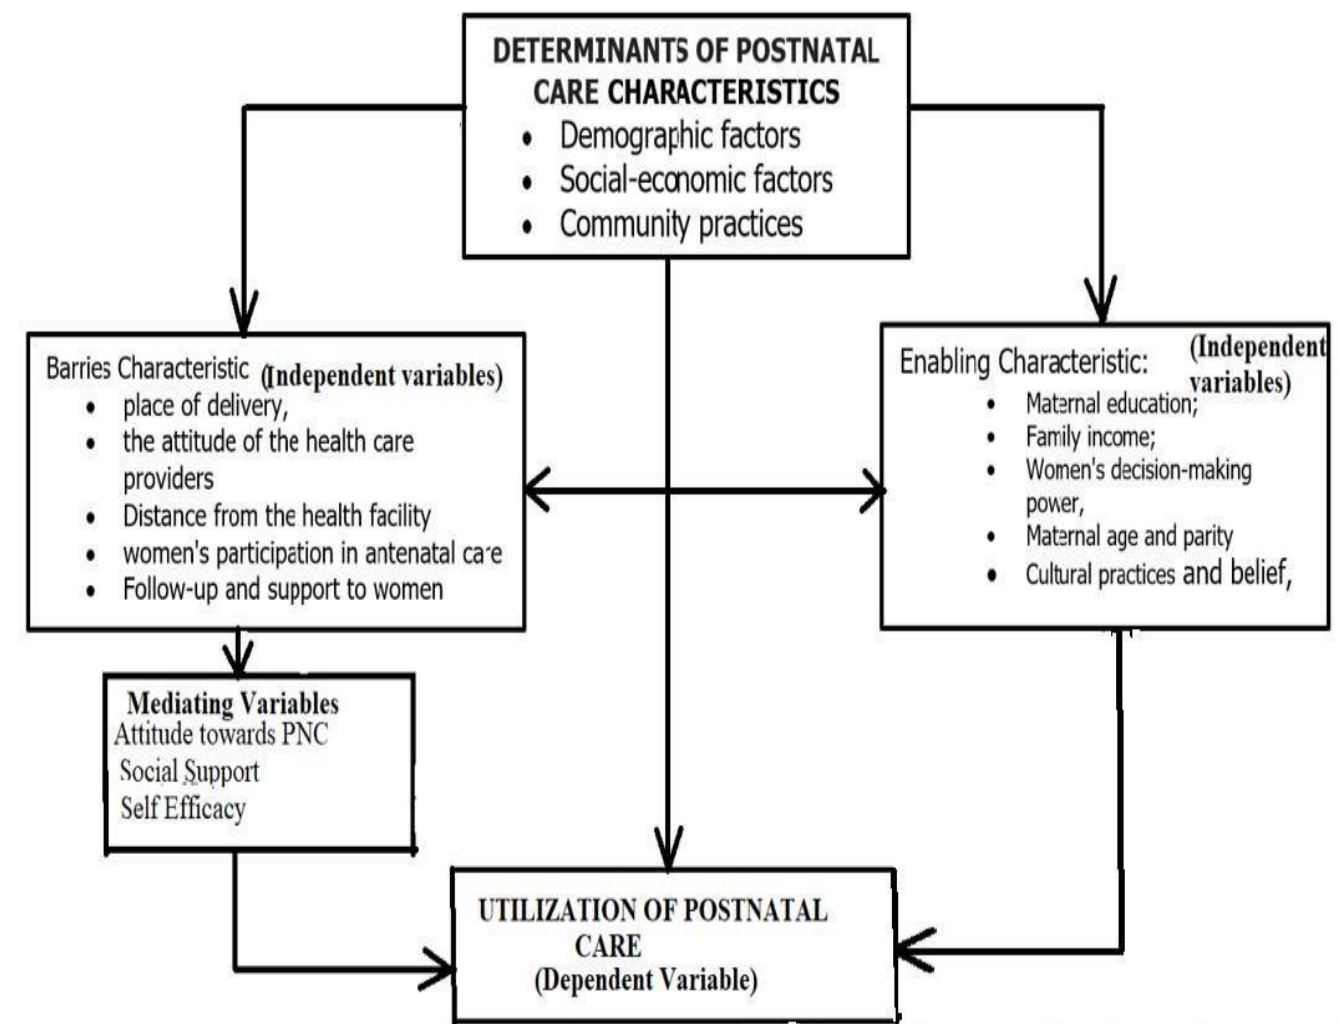 DETERMINANTS OF POSTNATAL
CARE CHARACTERISTICS
• Demographic factors
• Social-economic factors
• Community practices
Barries Characteristic (Independent variables)
• place of delivery,
• the attitude of the health care
providers
• Distance from the health facility
• women's participation in antenatal care
• Follow-up and support to women
Enabling Characteristic: (Independent
variables)
• Maternal education;
• Family income;
• Women's decision-making
power,
• Maternal age and parity
• Cultural practices and belief,
Mediating Variables
Attitude towards PNC
Social Support
Self Efficacy
UTILIZATION OF POSTNATAL
CARE
(Dependent Variable)